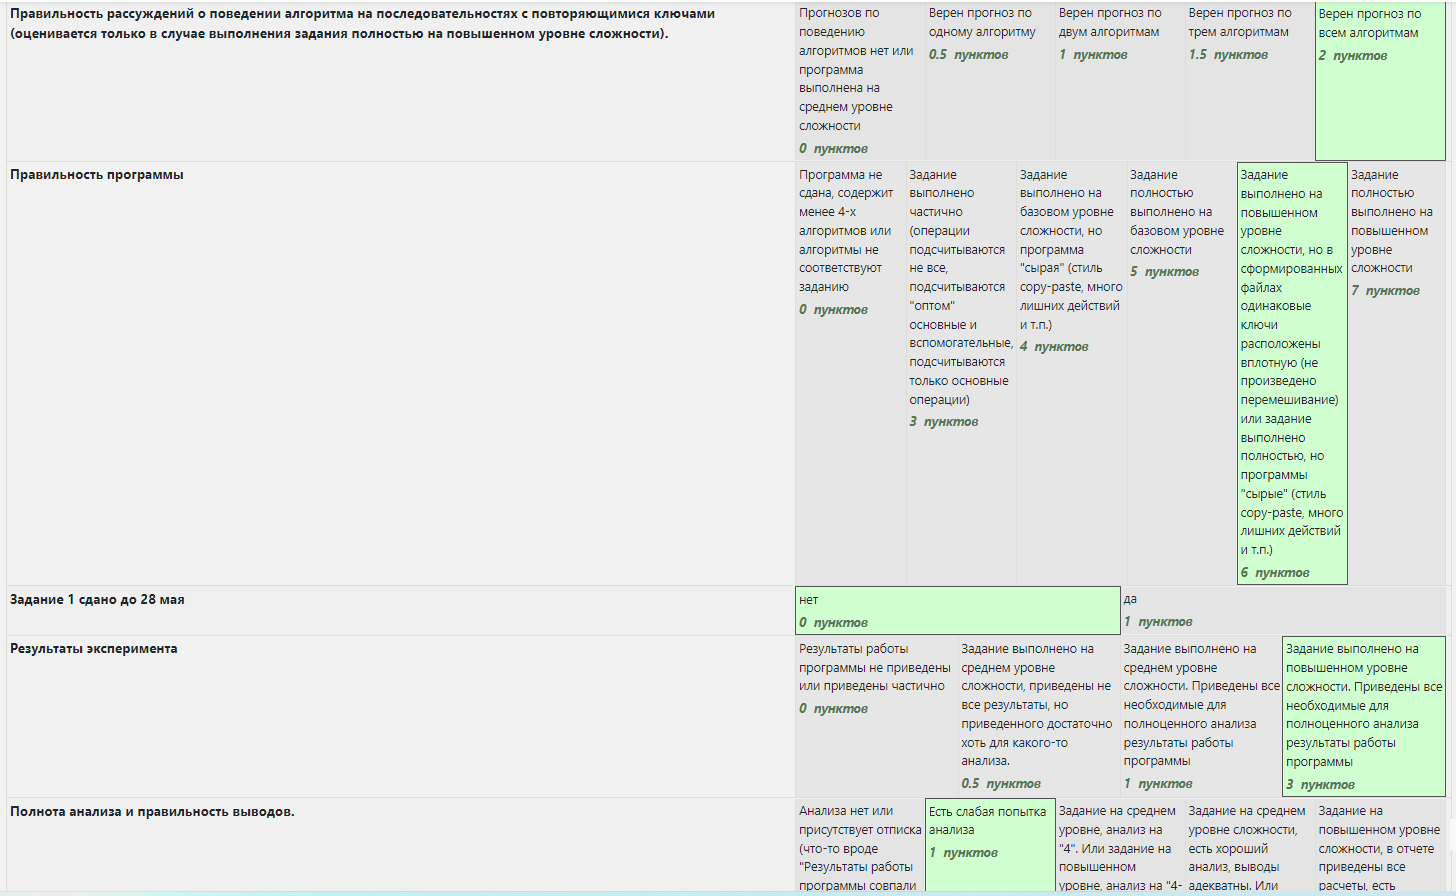 Правильность рассуждений о поведении алгоритма на последовательностях с повторяющимися ключами
(оценивается только в случае выполнения задания полностью на повышенном уровне сложности).
Прогнозов по
поведению
алгоритмов нет или
программа
выполнена на
среднем уровне
сложности
0 пунктов
Верен прогноз по
одному алгоритму
0.5 пунктов
Верен прогноз по
двум алгоритмам
1 пунктов
Верен прогноз по
трем алгоритмам
1.5 пунктов
Верен прогноз по
всем алгоритмам
2 пунктов
Правильность программы
Программа не
сдана, содержит
менее 4-х
алгоритмов или
алгоритмы не
соответствуют
заданию
0 пунктов
Задание
выполнено
частично
(операции
подсчитываются
не все,
подсчитываются
"оптом"
основные и
вспомогательные,
подсчитываются
только основные
операции)
3 пунктов
Задание
выполнено на
базовом уровне
сложности, но
программа
"сырая" (стиль
copy-paste, много
лишних действий
и т.п.)
4 пунктов
Задание
полностью
выполнено на
базовом уровне
сложности
5 пунктов
Задание
выполнено на
повышенном
уровне
сложности, но в
сформированных
файлах
одинаковые
ключи
расположены
вплотную (не
произведено
перемешивание)
или задание
выполнено
полностью, но
программы
"сырые" (стиль
copy-paste, много
лишних действий
и т.п.)
6 пунктов
Задание
полностью
выполнено на
повышенном
уровне
сложности
7 пунктов
Задание 1 сдано до 28 мая
нет
0 пунктов
да
1 пунктов
Результаты эксперимента
Результаты работы
программы не приведены
или приведены частично
0 пунктов
Задание выполнено на
среднем уровне
сложности, приведены не
все результаты, но
приведенного достаточно
хоть для какого-то
анализа.
0.5 пунктов
Задание выполнено на
среднем уровне
сложности. Приведены все
необходимые для
полноценного анализа
результаты работы
программы
1 пунктов
Задание выполнено на
повышенном уровне
сложности. Приведены все
необходимые для
полноценного анализа
результаты работы
программы
3 пунктов
Полнота анализа и правильность выводов.
Анализа нет или
присутствует отписка
(что-то вроде
"Результаты работы
программы совпали
Есть слабая попытка
анализа
1 пунктов
Задание на среднем
уровне, анализ на
"4". Или задание на
повышенном
уровне, анализ на "4-
Задание на среднем
уровне сложности,
есть хороший
анализ, выводы
адекватны. Или
Задание на
повышенном уровне
сложности, в отчете
приведены все
расчеты, есть